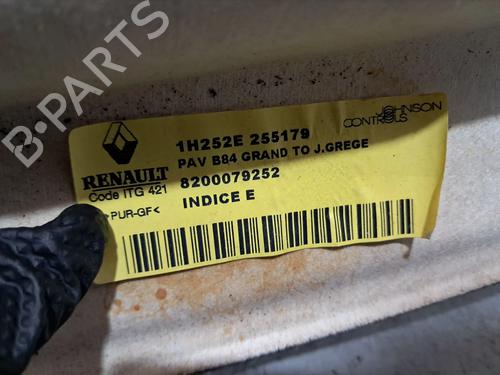 B-PARTS
1H252E 255179
JOHNSON
CONTROLS
PAV B84 GRAND TO J.GREGE
RENAULT
8200079252
Code ITG 421
INDICE E
>PUR-GF<